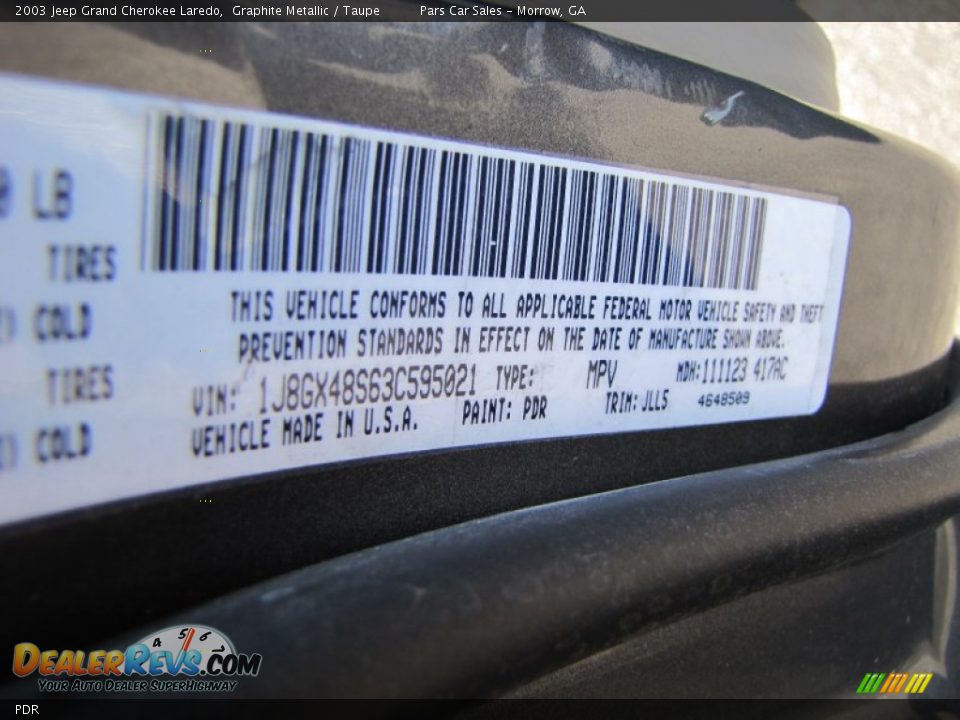 2003 Jeep Grand Cherokee Laredo, Graphite Metallic / Taupe Pars Car Sales - Morrow, GA
LB
TIRES
COLD
TIRES
COLD
THIS VEHICLE CONFORMS TO ALL APPLICABLE FEDERAL MOTOR VEHICLE SAFETY AND THEFT
PREVENTION STANDARDS IN EFFECT ON THE DATE OF MANUFACTURE SHOWN ABOVE.
VIN: 1J8GX48S63C595021 TYPE: MPV MDH:111123 417AC
VEHICLE MADE IN U.S.A. PAINT: PDR TRIM:JLL5 4648509
4 5 6
DealerRevs.com
Your Auto Dealer SuperHighway
PDR